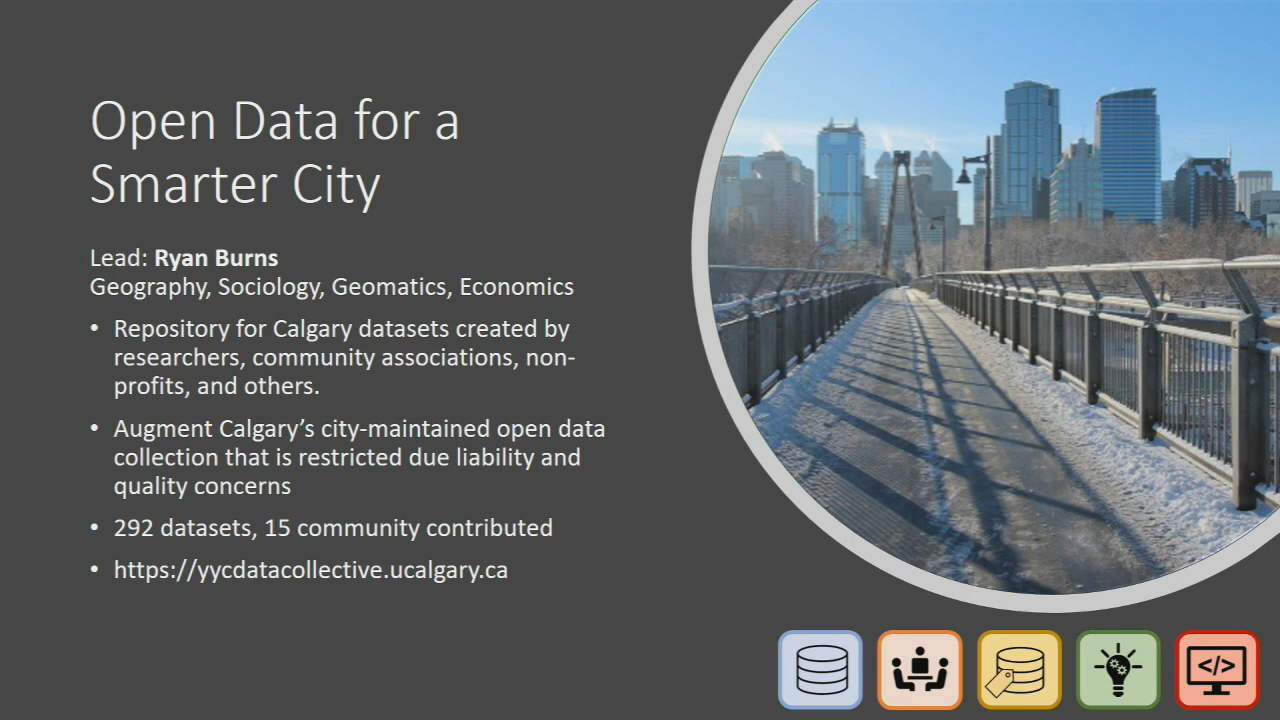 Open Data for a
Smarter City
Lead: Ryan Burns
Geography, Sociology, Geomatics, Economics
• Repository for Calgary datasets created by
researchers, community associations, non-
profits, and others.
• Augment Calgary’s city-maintained open data
collection that is restricted due liability and
quality concerns
• 292 datasets, 15 community contributed
• https://yycdatacollective.ucalgary.ca
</>